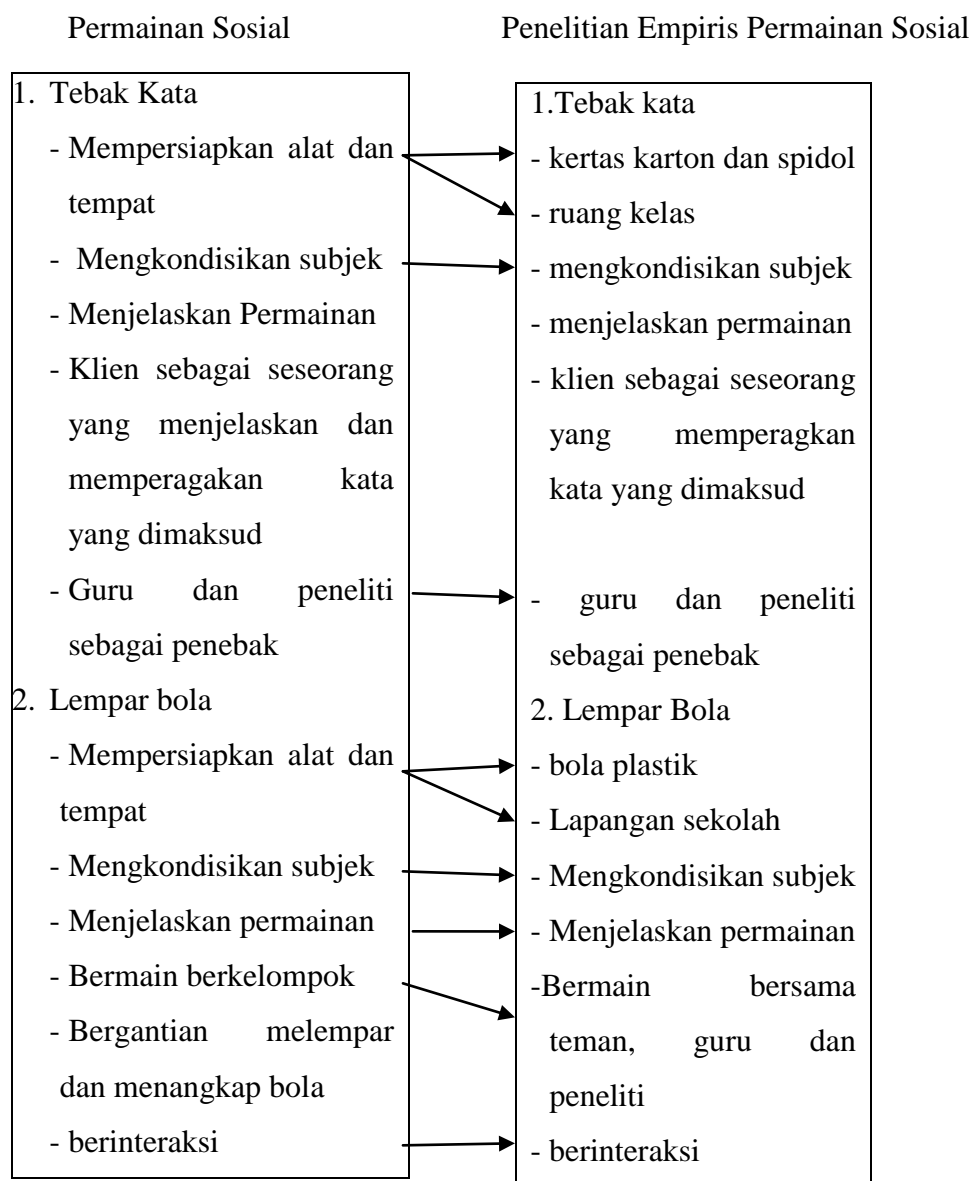 Permainan Sosial
Penelitian Empiris Permainan Sosial
1. Tebak Kata
- Mempersiapkan alat dan
tempat
- Mengkondisikan subjek
- Menjelaskan Permainan
- Klien sebagai seseorang
yang menjelaskan dan
memperagakan kata
yang dimaksud
- Guru dan peneliti
sebagai penebak
2. Lempar bola
- Mempersiapkan alat dan
tempat
- Mengkondisikan subjek
- Menjelaskan permainan
- Bermain berkelompok
- Bergantian melempar
dan menangkap bola
- berinteraksi
1.Tebak kata
- kertas karton dan spidol
- ruang kelas
- mengkondisikan subjek
- menjelaskan permainan
- klien sebagai seseorang
yang memperagkan
kata yang dimaksud
- guru dan peneliti
sebagai penebak
2. Lempar Bola
- bola plastik
- Lapangan sekolah
- Mengkondisikan subjek
- Menjelaskan permainan
-Bermain bersama
teman, guru dan
peneliti
- berinteraksi